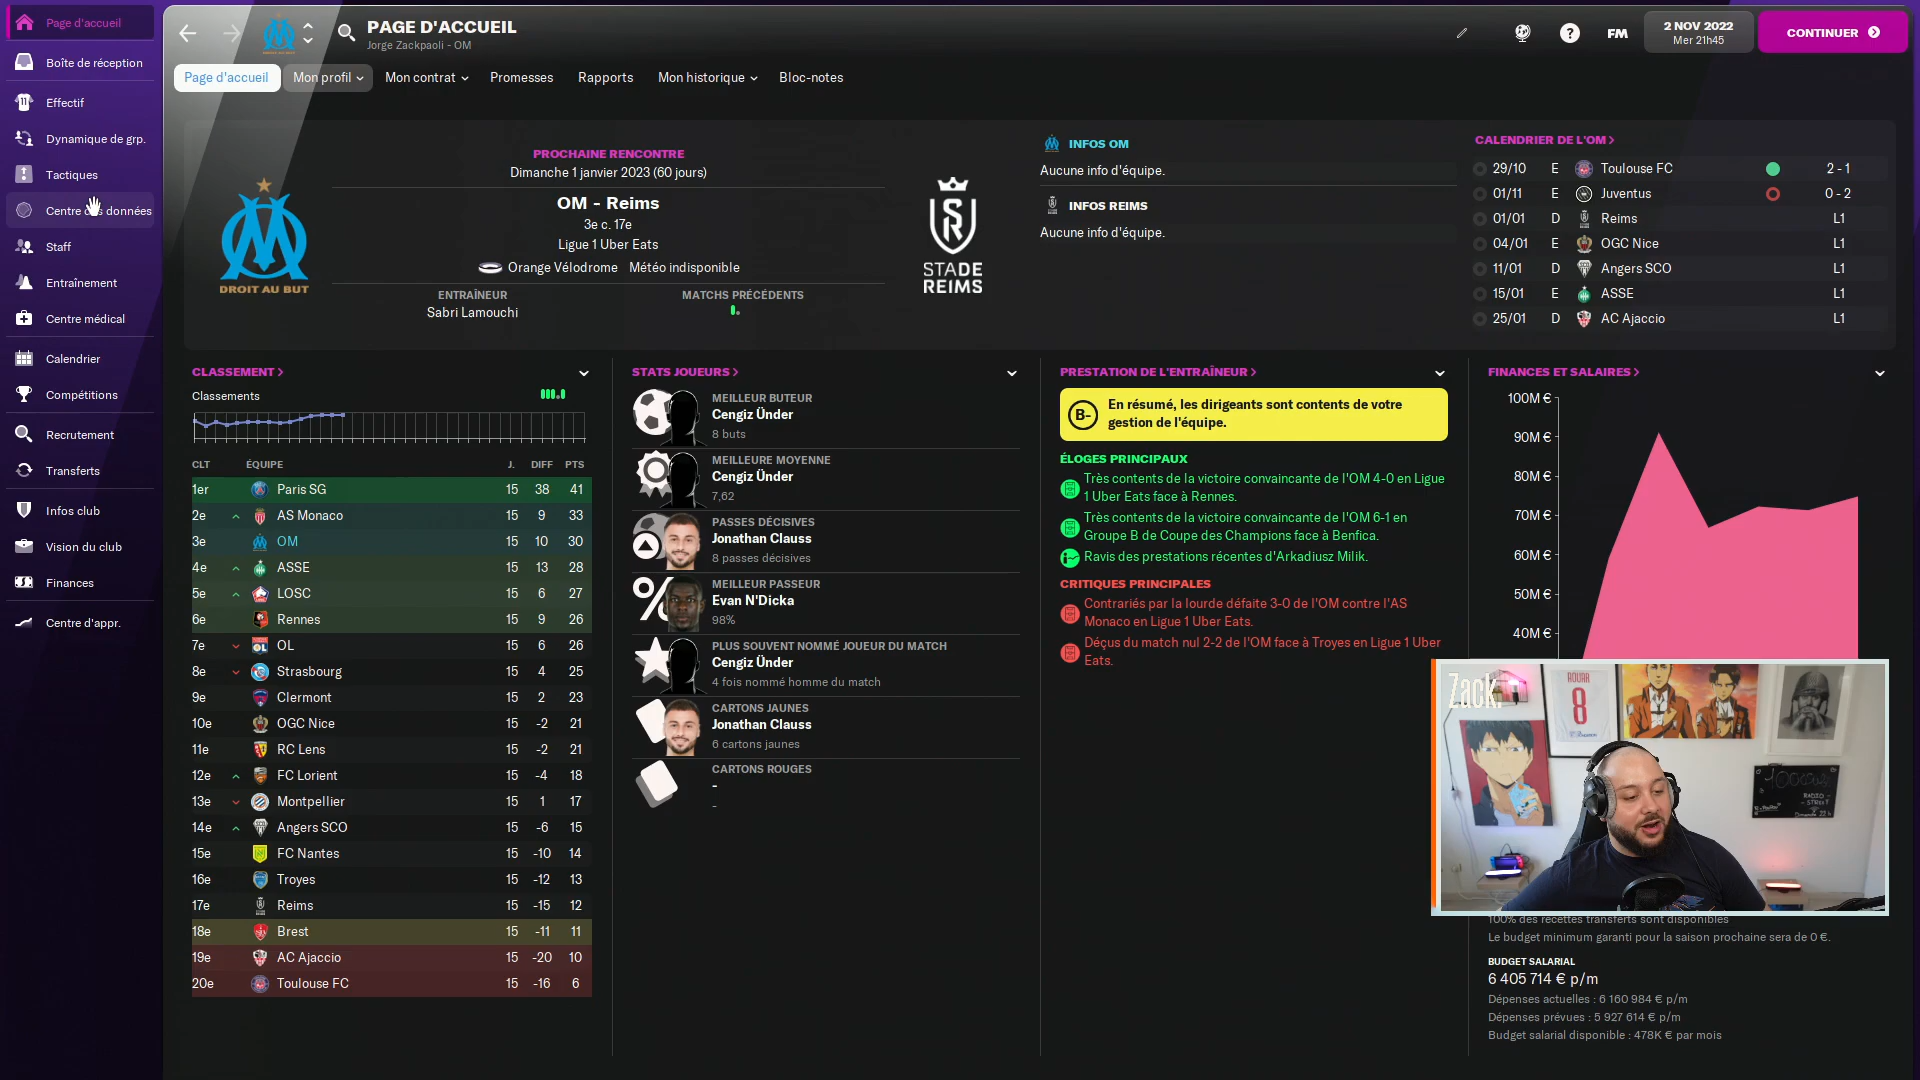 Page d'accueil
Boîte de réception
Effectif
Dynamique de grp.
Tactiques
Centre des données
Staff
Entraînement
Centre médical
Calendrier
Compétitions
Recrutement
Transferts
Infos club
Vision du club
Finances
Centre d'appr.
PAGE D'ACCUEIL
Jorge Zackpaoli - OM
FM
2 NOV 2022
Mer 21h45
CONTINUER
Page d'accueil
Mon profil
Mon contrat
Promesses
Rapports
Mon historique
Bloc-notes
DROIT AU BUT
PROCHAINE RENCONTRE
Dimanche 1 janvier 2023 (60 jours)
OM - Reims
3e c. 17e
Ligue 1 Uber Eats
Orange Vélodrome Météo indisponible
ENTRAÎNEUR
Sabri Lamouchi
MATCHS PRÉCÉDENTS
STADE
REIMS
INFOS OM
Aucune info d'équipe.
INFOS REIMS
Aucune info d'équipe.
CALENDRIER DE L'OM
29/10 E Toulouse FC 2 - 1
01/11 E Juventus 0 - 2
01/01 D Reims L1
04/01 E OGC Nice L1
11/01 D Angers SCO L1
15/01 E ASSE L1
25/01 D AC Ajaccio L1
CLASSEMENT
Classements
CLT ÉQUIPE J. DIFF PTS
1er Paris SG 15 38 41
2e AS Monaco 15 9 33
3e OM 15 10 30
4e ASSE 15 13 28
5e LOSC 15 6 27
6e Rennes 15 9 26
7e OL 15 6 26
8e Strasbourg 15 4 25
9e Clermont 15 2 23
10e OGC Nice 15 -2 21
11e RC Lens 15 -2 21
12e FC Lorient 15 -4 18
13e Montpellier 15 1 17
14e Angers SCO 15 -6 15
15e FC Nantes 15 -10 14
16e Troyes 15 -12 13
17e Reims 15 -15 12
18e Brest 15 -11 11
19e AC Ajaccio 15 -20 10
20e Toulouse FC 15 -16 6
STATS JOUEURS
MEILLEUR BUTEUR
Cengiz Ünder
8 buts
MEILLEURE MOYENNE
Cengiz Ünder
7,62
PASSES DÉCISIVES
Jonathan Clauss
8 passes décisives
MEILLEUR PASSEUR
Evan N'Dicka
98%
PLUS SOUVENT NOMMÉ JOUEUR DU MATCH
Cengiz Ünder
4 fois nommé homme du match
CARTONS JAUNES
Jonathan Clauss
6 cartons jaunes
CARTONS ROUGES
-
-
PRESTATION DE L'ENTRAÎNEUR
B-
En résumé, les dirigeants sont contents de votre
gestion de l'équipe.
ÉLOGES PRINCIPAUX
Très contents de la victoire convaincante de l'OM 4-0 en Ligue
1 Uber Eats face à Rennes.
Très contents de la victoire convaincante de l'OM 6-1 en
Groupe B de Coupe des Champions face à Benfica.
Ravis des prestations récentes d'Arkadiusz Milik.
CRITIQUES PRINCIPALES
Contrariés par la lourde défaite 3-0 de l'OM contre l'AS
Monaco en Ligue 1 Uber Eats.
Déçus du match nul 2-2 de l'OM face à Troyes en Ligue 1 Uber
Eats.
FINANCES ET SALAIRES
100M €
90M €
80M €
70M €
60M €
50M €
40M €
Zack.
8
100% des recettes transferts sont disponibles
Le budget minimum garanti pour la saison prochaine sera de 0 €.
BUDGET SALARIAL
6 405 714 € p/m
Dépenses actuelles : 6 160 984 € p/m
Dépenses prévues : 5 927 614 € p/m
Budget salarial disponible : 478K € par mois